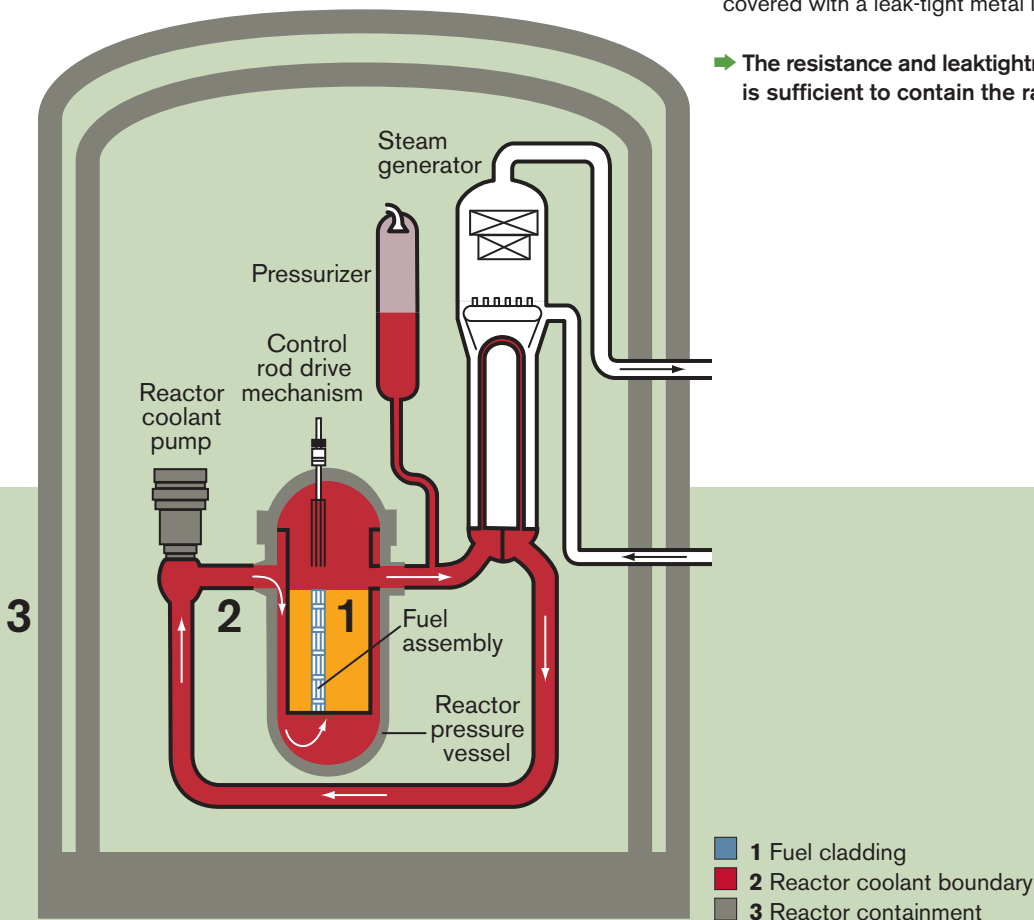 covered with a leak-tight metal
The resistance and
is sufficient to contain the
Steam
generator
Pressurizer
Control
rod drive
mechanism
Reactor
coolant
pump
3
2
1
Fuel
assembly
Reactor
pressure
vessel
1 Fuel cladding
2 Reactor coolant boundary
3 Reactor containment